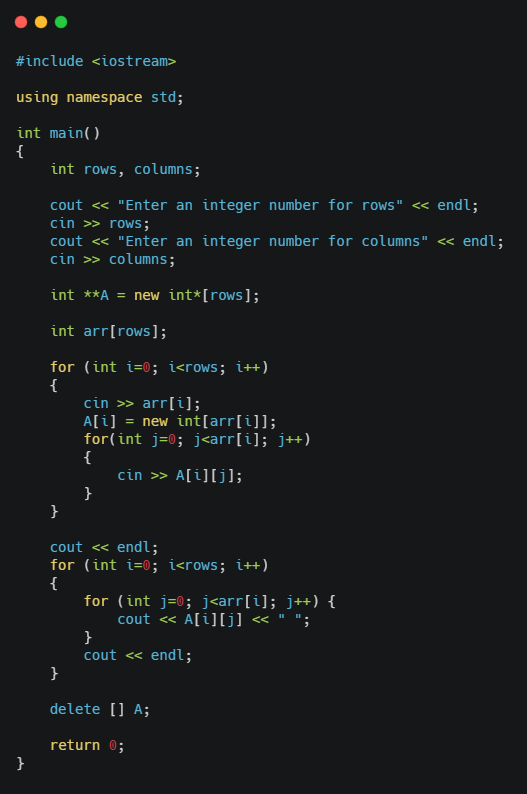 #include <iostream>

using namespace std;

int main()
{
    int rows, columns;

    cout << "Enter an integer number for rows" << endl;
    cin >> rows;
    cout << "Enter an integer number for columns" << endl;
    cin >> columns;

    int **A = new int*[rows];

    int arr[rows];

    for (int i=0; i<rows; i++)
    {
        cin >> arr[i];
        A[i] = new int[arr[i]];
        for(int j=0; j<arr[i]; j++)
        {
            cin >> A[i][j];
        }
    }

    cout << endl;
    for (int i=0; i<rows; i++)
    {
        for (int j=0; j<arr[i]; j++) {
            cout << A[i][j] << " ";
        }
        cout << endl;
    }

    delete [] A;

    return 0;
}